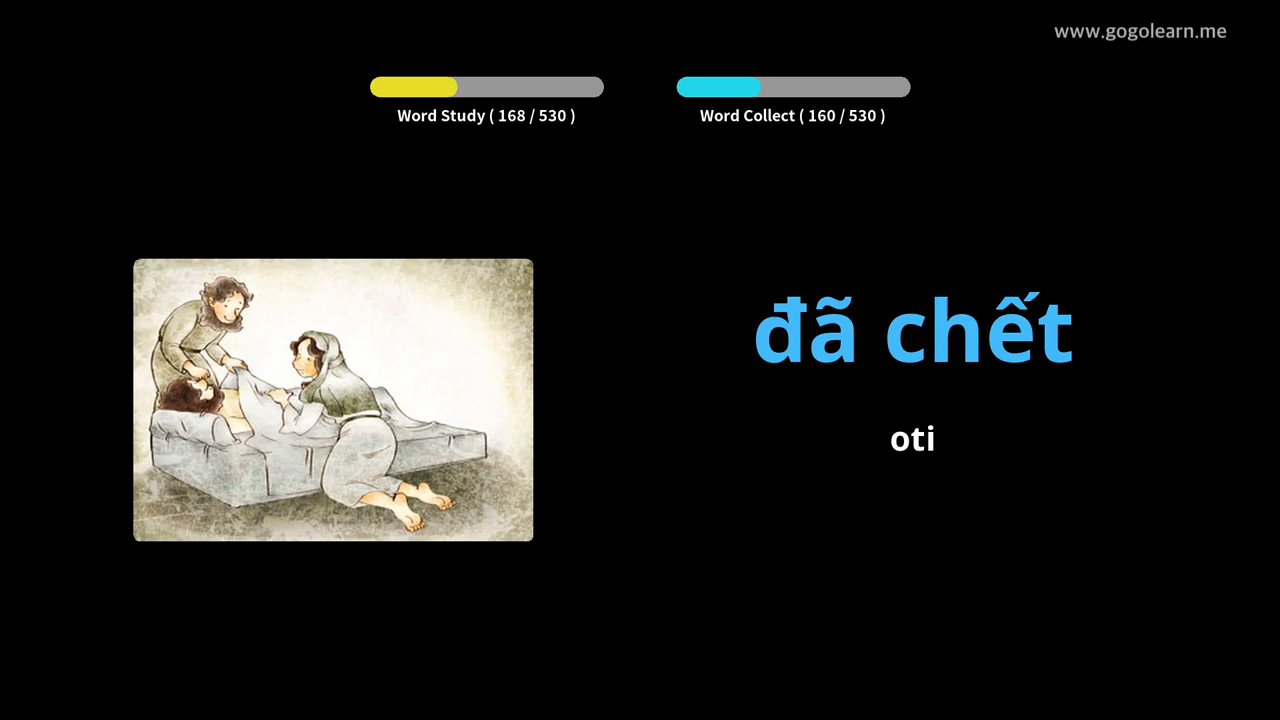 www.gogolearn.me
Word Study ( 168 / 530 )
Word Collect ( 160 / 530 )
đã chết
oti